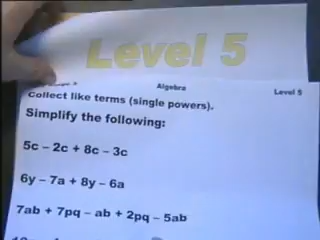 Level 5
Algebra
Level 5
Collect like terms (single powers).
Simplify the following:
5c – 2c + 8c – 3c
6y – 7a + 8y – 6a
7ab + 7pq – ab + 2pq – 5ab